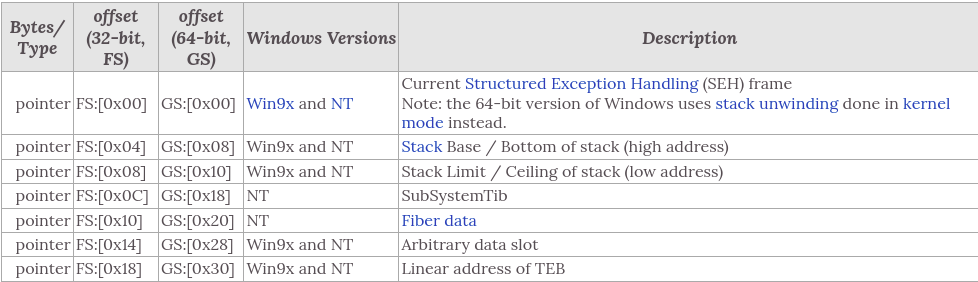 Bytes/ Type offset (32-bit, FS) offset (64-bit, GS) Windows Versions Description
pointer FS:[0x00] GS:[0x00] Win9x and NT Current Structured Exception Handling (SEH) frame
Note: the 64-bit version of Windows uses stack unwinding done in kernel
mode instead.
pointer FS:[0x04] GS:[0x08] Win9x and NT Stack Base / Bottom of stack (high address)
pointer FS:[0x08] GS:[0x10] Win9x and NT Stack Limit / Ceiling of stack (low address)
pointer FS:[0x0C] GS:[0x18] NT SubSystemTib
pointer FS:[0x10] GS:[0x20] NT Fiber data
pointer FS:[0x14] GS:[0x28] Win9x and NT Arbitrary data slot
pointer FS:[0x18] GS:[0x30] Win9x and NT Linear address of TEB